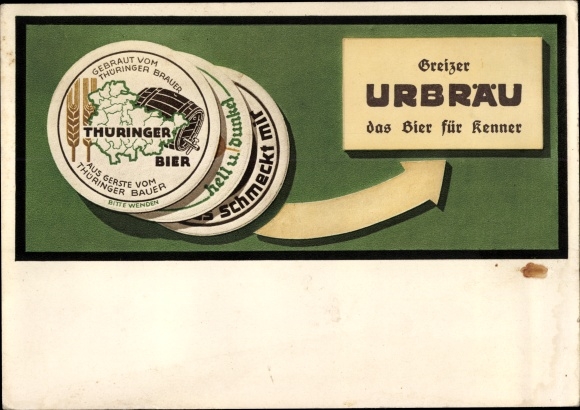 GEBRAUT VOM
THÜRINGER BRAUER
THÜRINGER
BIER
AUS GERSTE VOM
THÜRINGER BAUER
BITTE WENDEN
hell u. dunkel
schmeckt mir
Greizer
URBRÄU
das Bier für Kenner